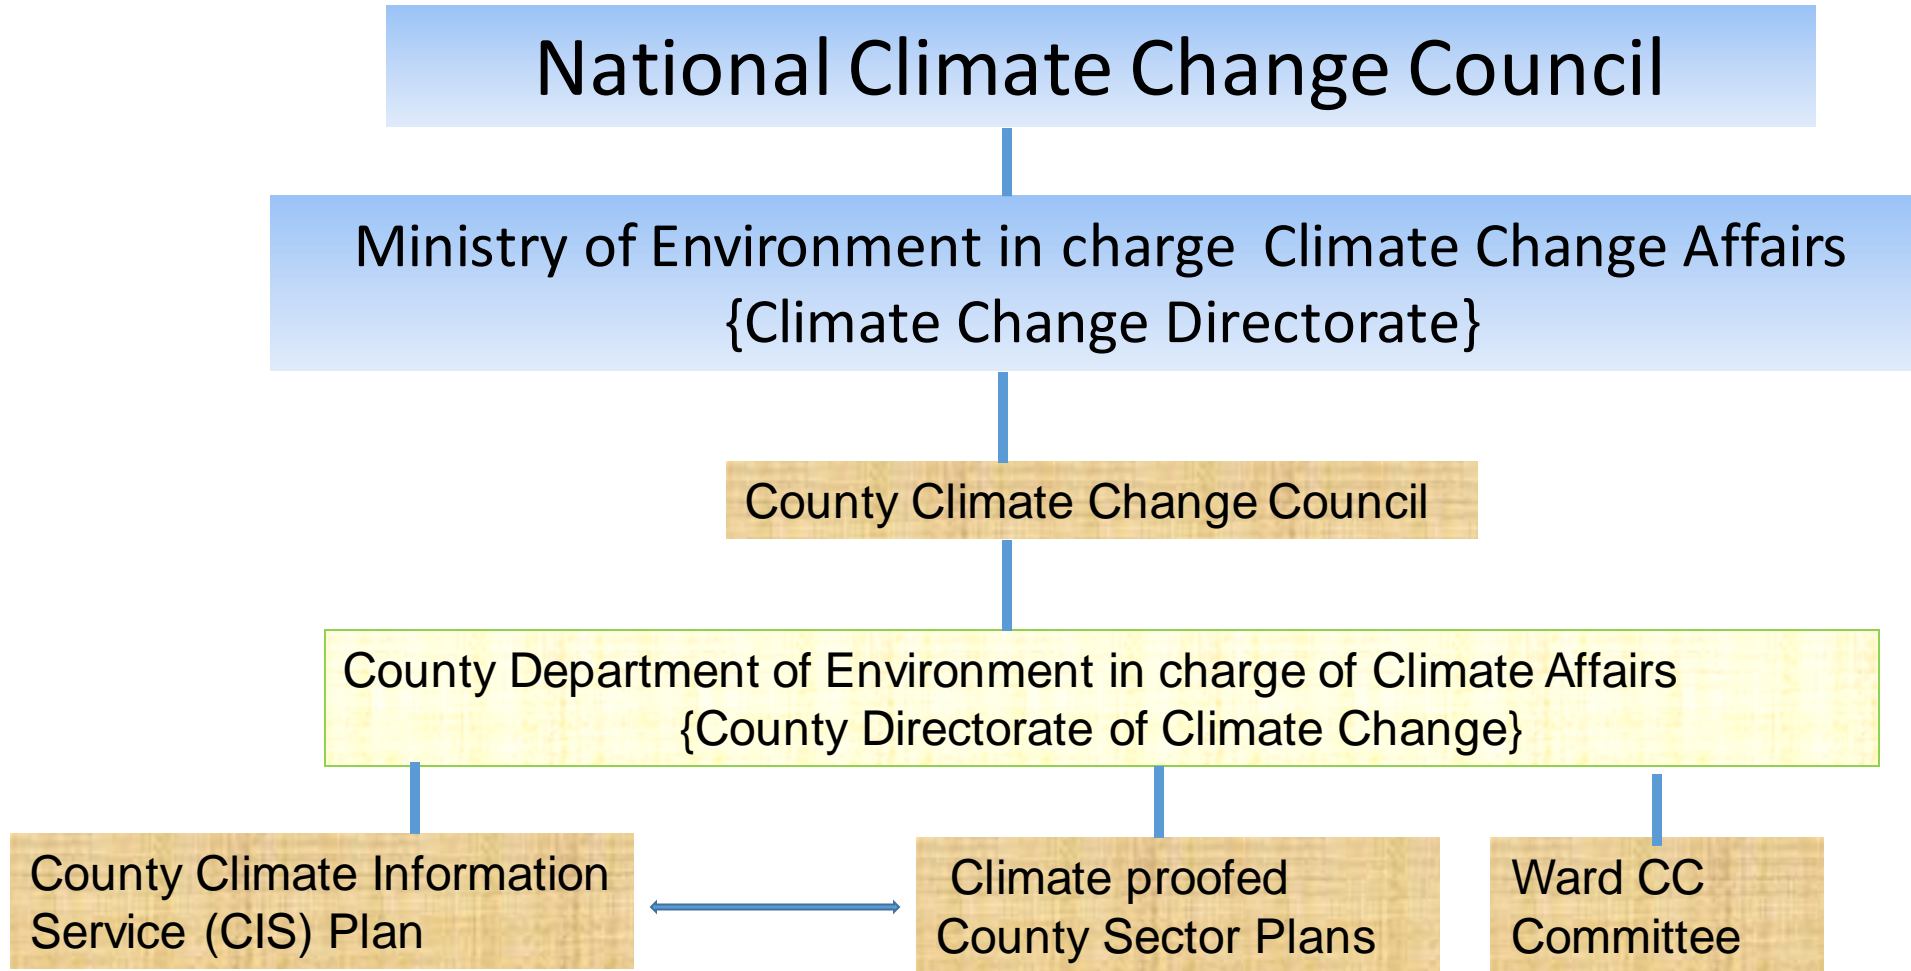 National Climate Change Council
Ministry of Environment in charge Climate Change Affairs
{Climate Change Directorate}
County Climate Change Council
County Department of Environment in charge of Climate Affairs
{County Directorate of Climate Change}
County Climate Information
Service (CIS) Plan
Climate proofed
County Sector Plans
Ward CC
Committee